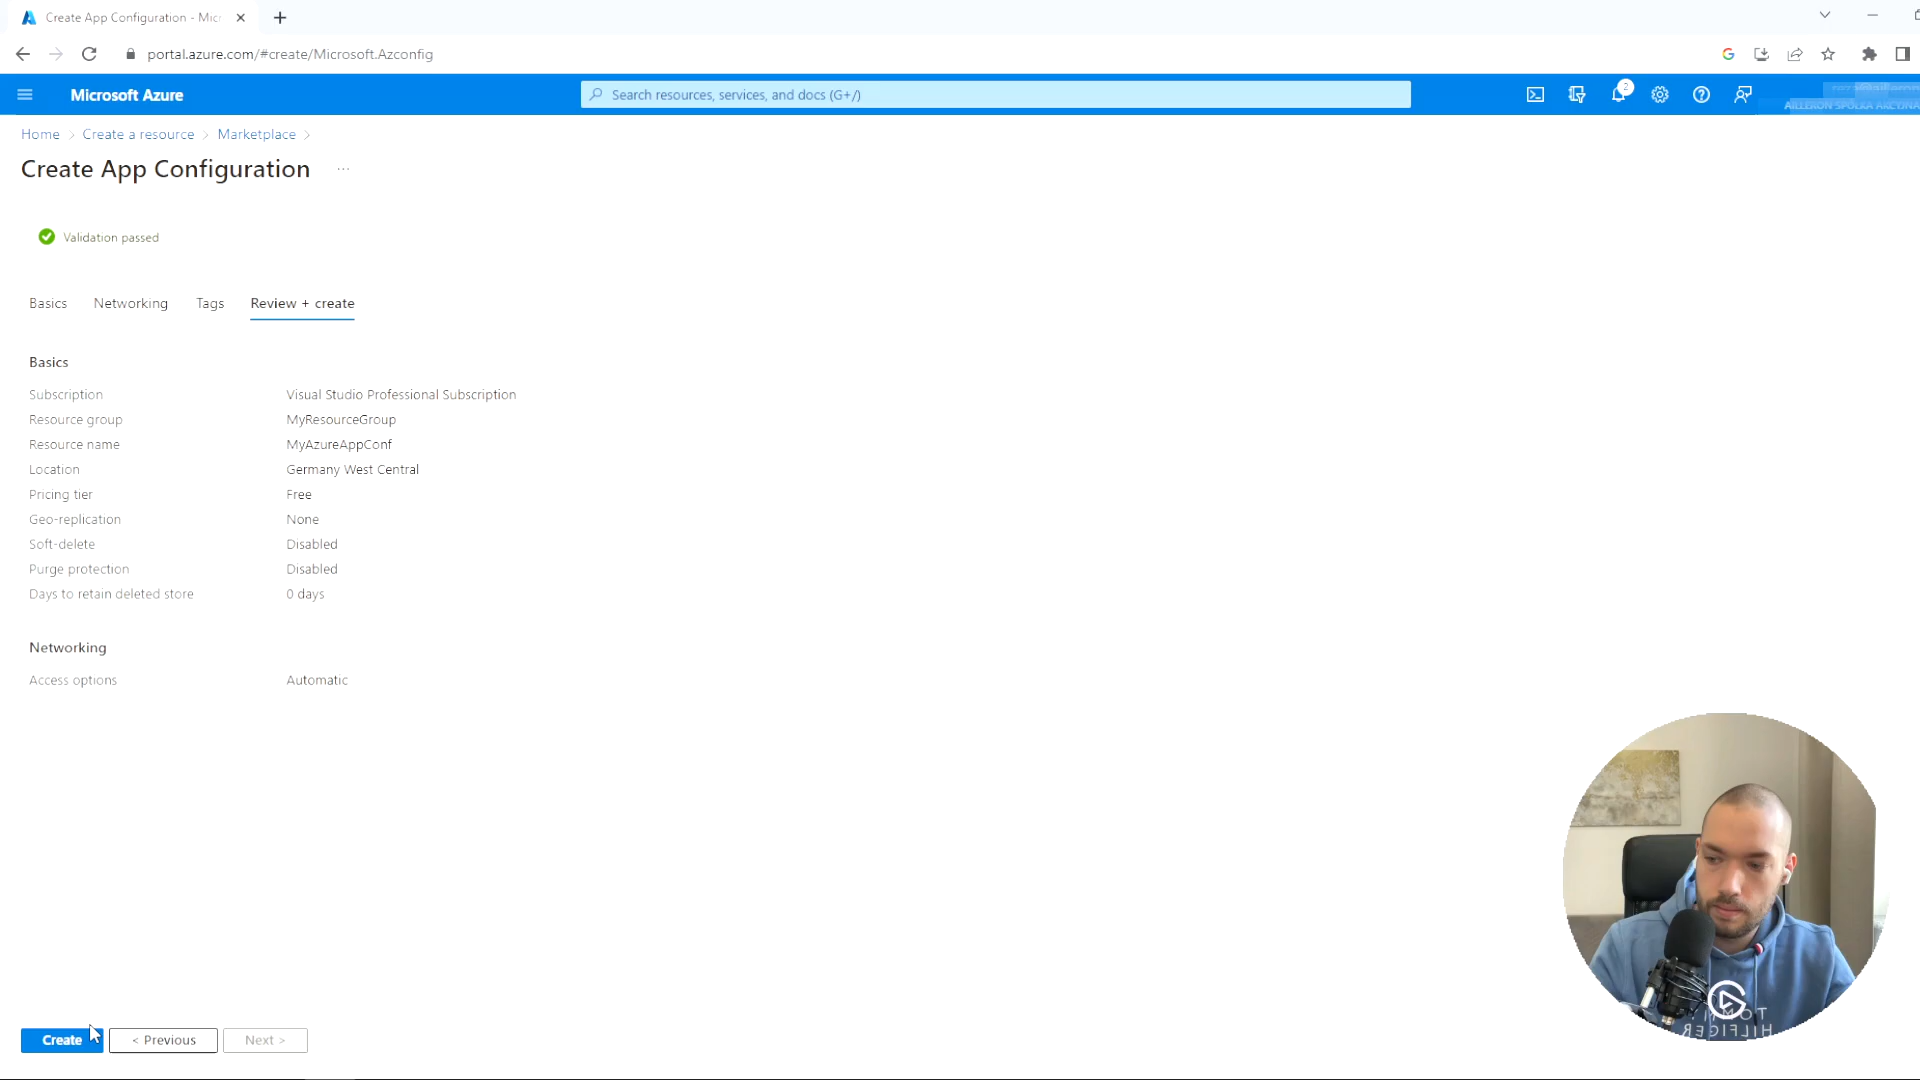 Create App Configuration - Micr
portal.azure.com/#create/Microsoft.Azconfig
Microsoft Azure
Search resources, services, and docs (G+/)
2
Home > Create a resource > Marketplace >
Create App Configuration ...
Validation passed
Basics Networking Tags Review + create
Basics
Subscription Visual Studio Professional Subscription
Resource group MyResourceGroup
Resource name MyAzureAppConf
Location Germany West Central
Pricing tier Free
Geo-replication None
Soft-delete Disabled
Purge protection Disabled
Days to retain deleted store 0 days
Networking
Access options Automatic
Create < Previous Next >
HILFIGER